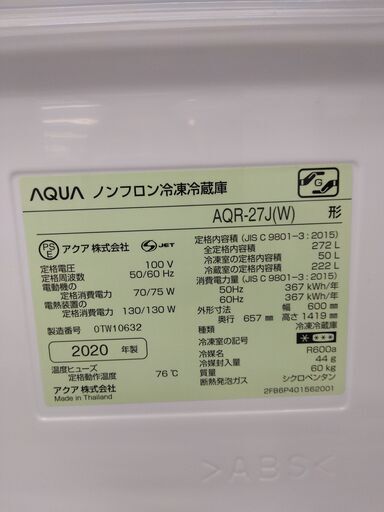 AQUA ノンフロン冷凍冷蔵庫
AQR-27J(W) 形
PS
E
アクア 株式会社 S JET
定格電圧 100 V
定格周波数 50/60 Hz
電動機の
定格消費電力 70/75 W
電熱装置の
定格消費電力 130/130 W
製造番号 0TW10632
2020 年製
温度ヒューズ
定格動作温度 76℃
アクア 株式会社
Made in Thailand
G
定格内容積 (JIS C 9801-3 : 2015)
全定格内容積 272 L
冷凍室の定格内容積 50 L
冷蔵室の定格内容積 222 L
消費電力量 (JIS C 9801-3 : 2015)
50Hz 367 kWh/年
60Hz 367 kWh/年
外形寸法 幅 600 mm
奥行 657 mm 高さ 1419 mm
種類 冷凍冷蔵庫
冷凍室の記号
冷媒名 R600a
冷媒封入量 44 g
質量 60 kg
断熱発泡ガス シクロペンタン
2FB6P401562001
>ABS<